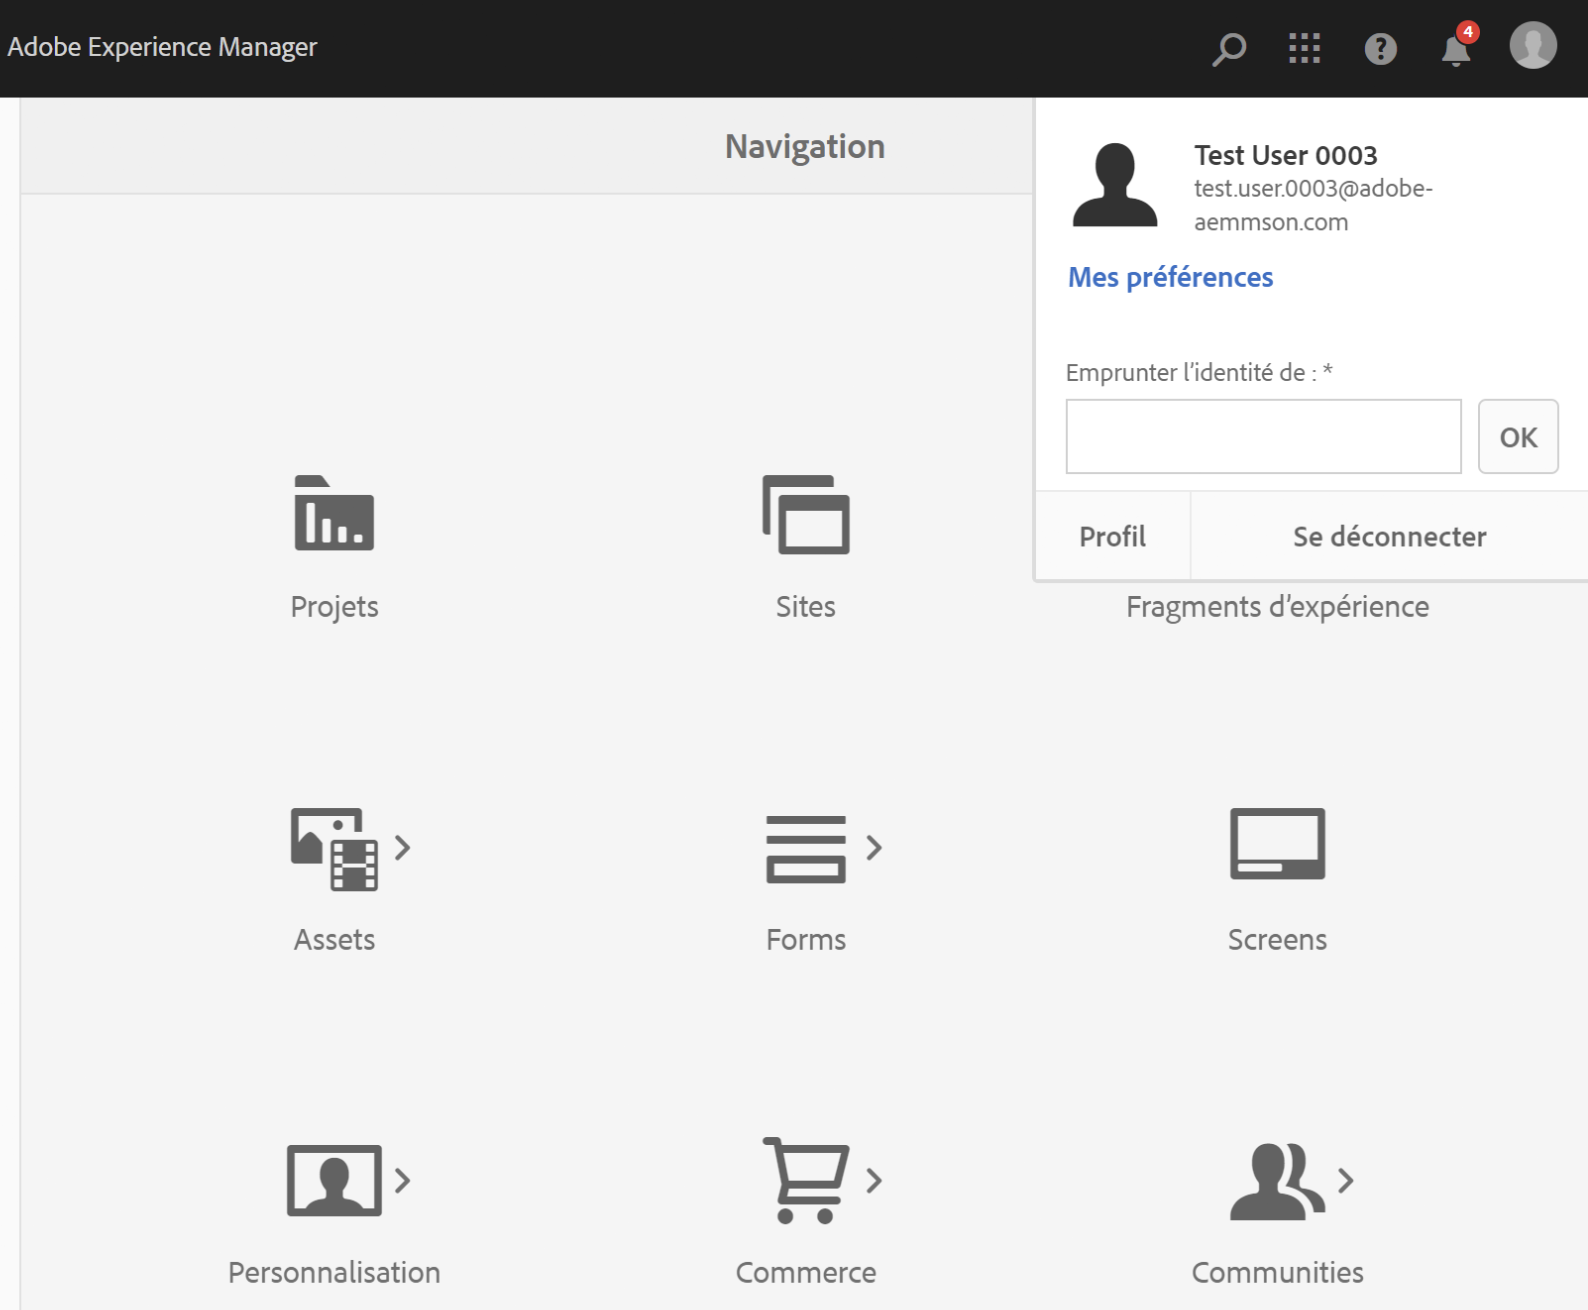 Adobe Experience Manager
4
Navigation
Test User 0003
test.user.0003@adobe-
aemmson.com
Mes préférences
Emprunter l’identité de : *
OK
Profil
Se déconnecter
Projets
Sites
Fragments d’expérience
Assets
Forms
Screens
Personnalisation
Commerce
Communities